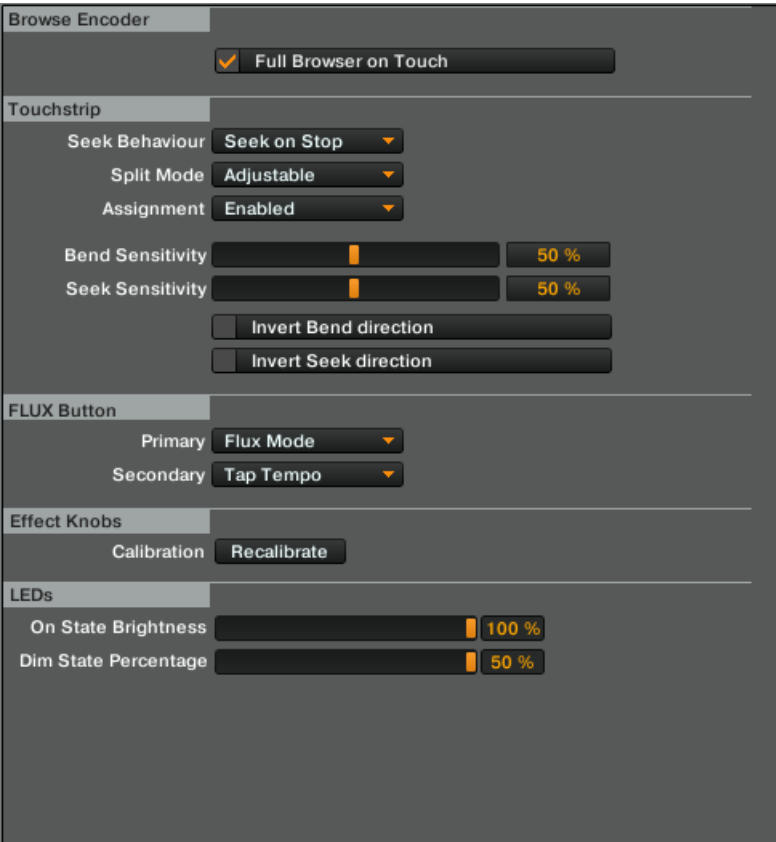 Browse Encoder
Full Browser on Touch
Touchstrip
Seek Behaviour Seek on Stop
Split Mode Adjustable
Assignment Enabled
Bend Sensitivity 50 %
Seek Sensitivity 50 %
Invert Bend direction
Invert Seek direction
FLUX Button
Primary Flux Mode
Secondary Tap Tempo
Effect Knobs
Calibration Recalibrate
LEDs
On State Brightness 100 %
Dim State Percentage 50 %